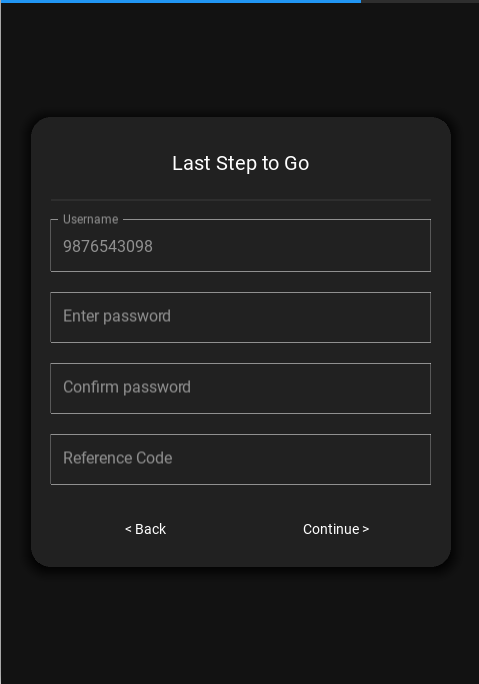 Last Step to Go
Username
9876543098
Enter password
Confirm password
Reference Code
< Back
Continue >